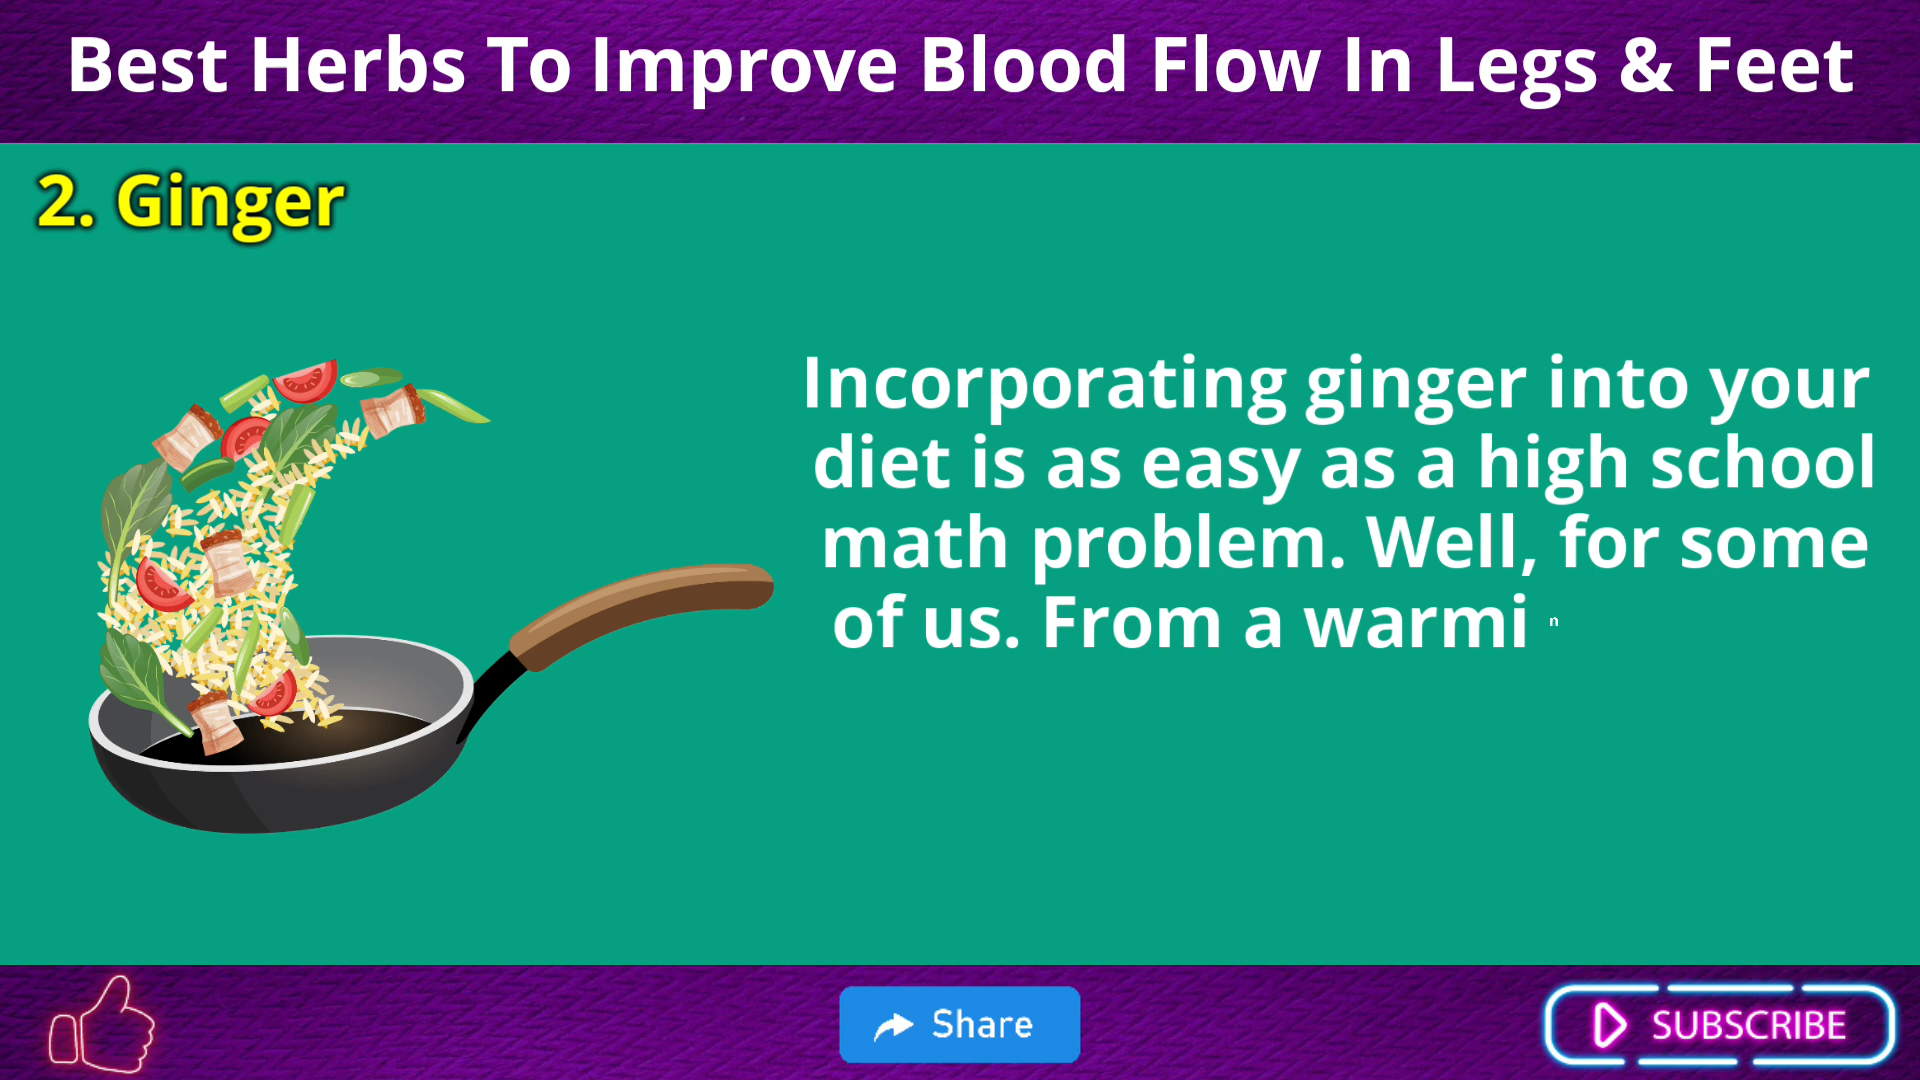 Best Herbs To Improve Blood Flow In Legs & Feet
2. Ginger
Incorporating ginger into your
diet is as easy as a high school
math problem. Well, for some
of us. From a warmi n
Share
SUBSCRIBE